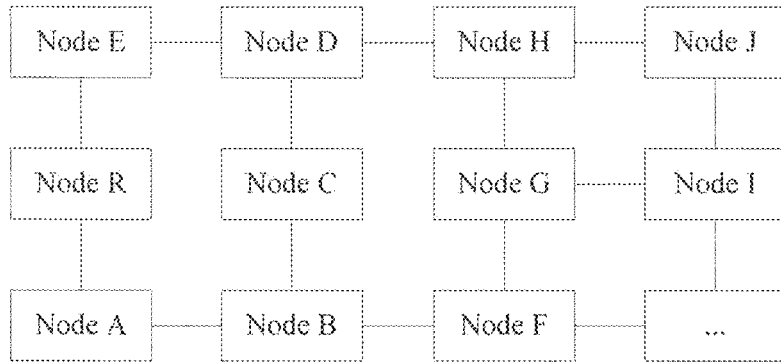 Node E Node D Node H Node J
Node R Node C Node G Node I
Node A Node B Node F ...